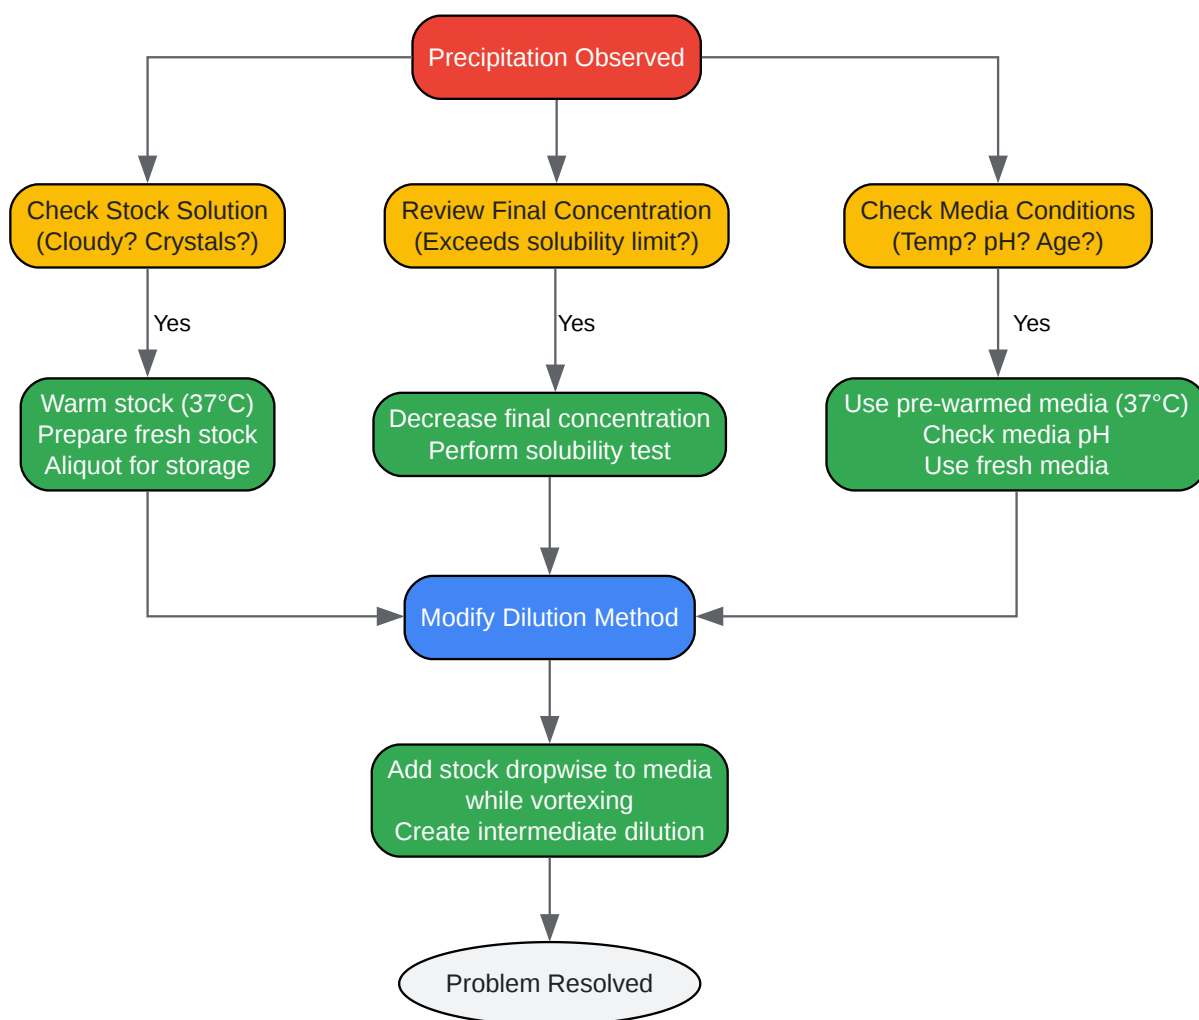 Precipitation Observed
Check Stock Solution
(Cloudy? Crystals?)
Review Final Concentration
(Exceeds solubility limit?)
Check Media Conditions
(Temp? pH? Age?)
Yes
Yes
Yes
Warm stock (37°C)
Prepare fresh stock
Aliquot for storage
Decrease final concentration
Perform solubility test
Use pre-warmed media (37°C)
Check media pH
Use fresh media
Modify Dilution Method
Add stock dropwise to media
while vortexing
Create intermediate dilution
Problem Resolved